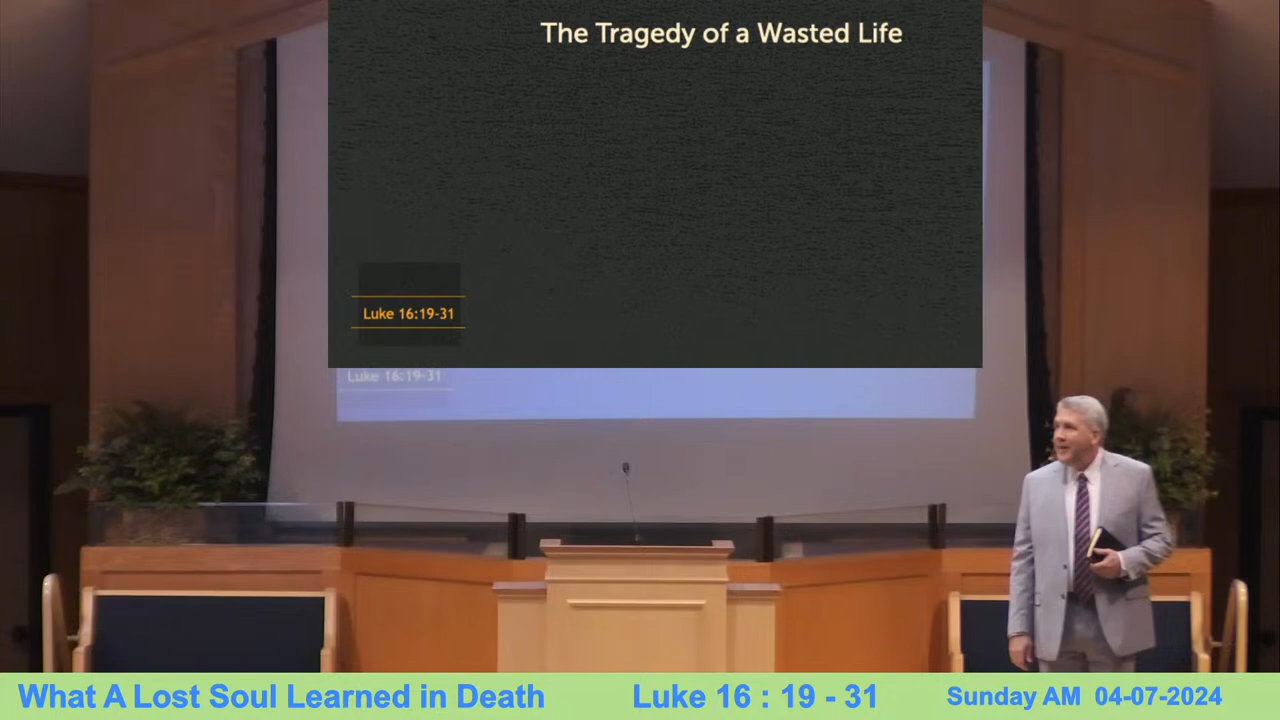 The Tragedy of a Wasted Life
Luke 16:19-31
Luke 16:19-31
What A Lost Soul Learned in Death
Luke 16 : 19 - 31
Sunday AM 04-07-2024